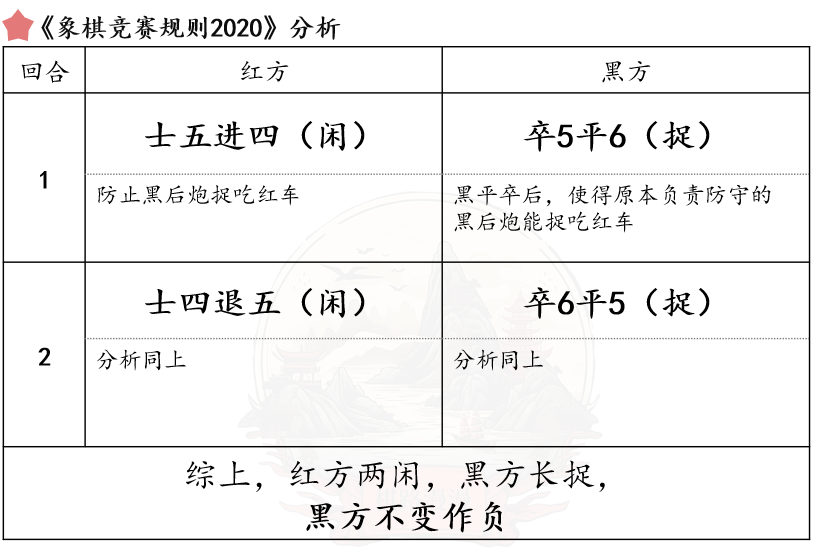 《象棋竞赛规则2020》分析
回合 红方 黑方
1 士五进四（闲） 卒5平6（捉）
防止黑后炮捉吃红车
黑平卒后，使得原本负责防守的
黑后炮能捉吃红车
2 士四退五（闲） 卒6平5（捉）
分析同上 分析同上
综上，红方两闲，黑方长捉，
黑方不变作负